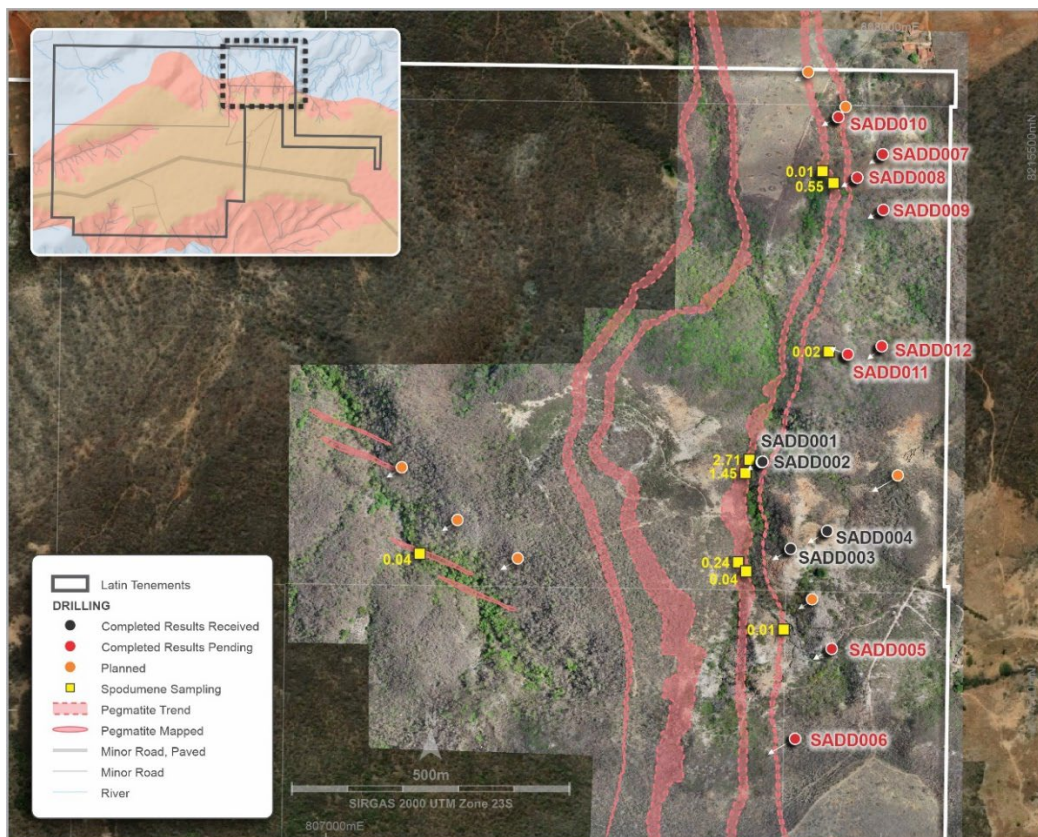 SADD010
SADD007
0.01
SADD008
0.55
8215500mN
SADD009
0.02
SADD012
SADD011
SADD001
2.71
SADD002
1.45
SADD004
SADD003
0.04
0.24
0.04
0.01
SADD005
SADD006
Latin Tenements
DRILLING
Completed Results Received
Completed Results Pending
Planned
Spodumene Sampling
Pegmatite Trend
Pegmatite Mapped
Minor Road, Paved
Minor Road
River
500m
SIRGAS 2000 UTM Zone 23S
807000mE